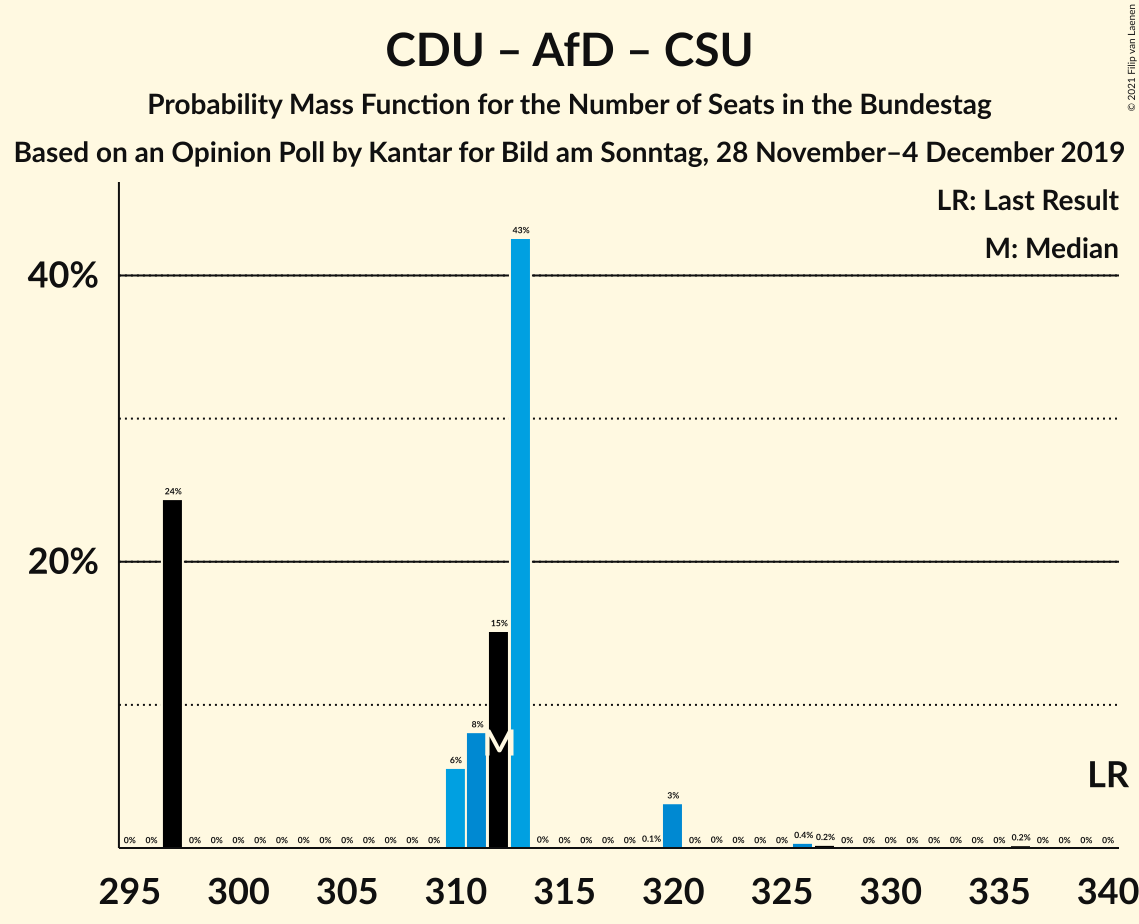 CDU – AfD – CSU
Probability Mass Function for the Number of Seats in the Bundestag
Based on an Opinion Poll by Kantar for Bild am Sonntag, 28 November–4 December 2019
© 2021 Filip van Laenen
LR: Last Result
M: Median
43%
40%
24%
20%
15%
8%
M
6%
LR
3%
0% 0% 0% 0% 0% 0% 0% 0% 0% 0% 0% 0% 0% 0% 0% 0% 0% 0% 0.1% 0% 0% 0% 0% 0% 0.4% 0.2% 0% 0% 0% 0% 0% 0% 0% 0% 0.2% 0% 0% 0% 0%
295 300 305 310 315 320 325 330 335 340